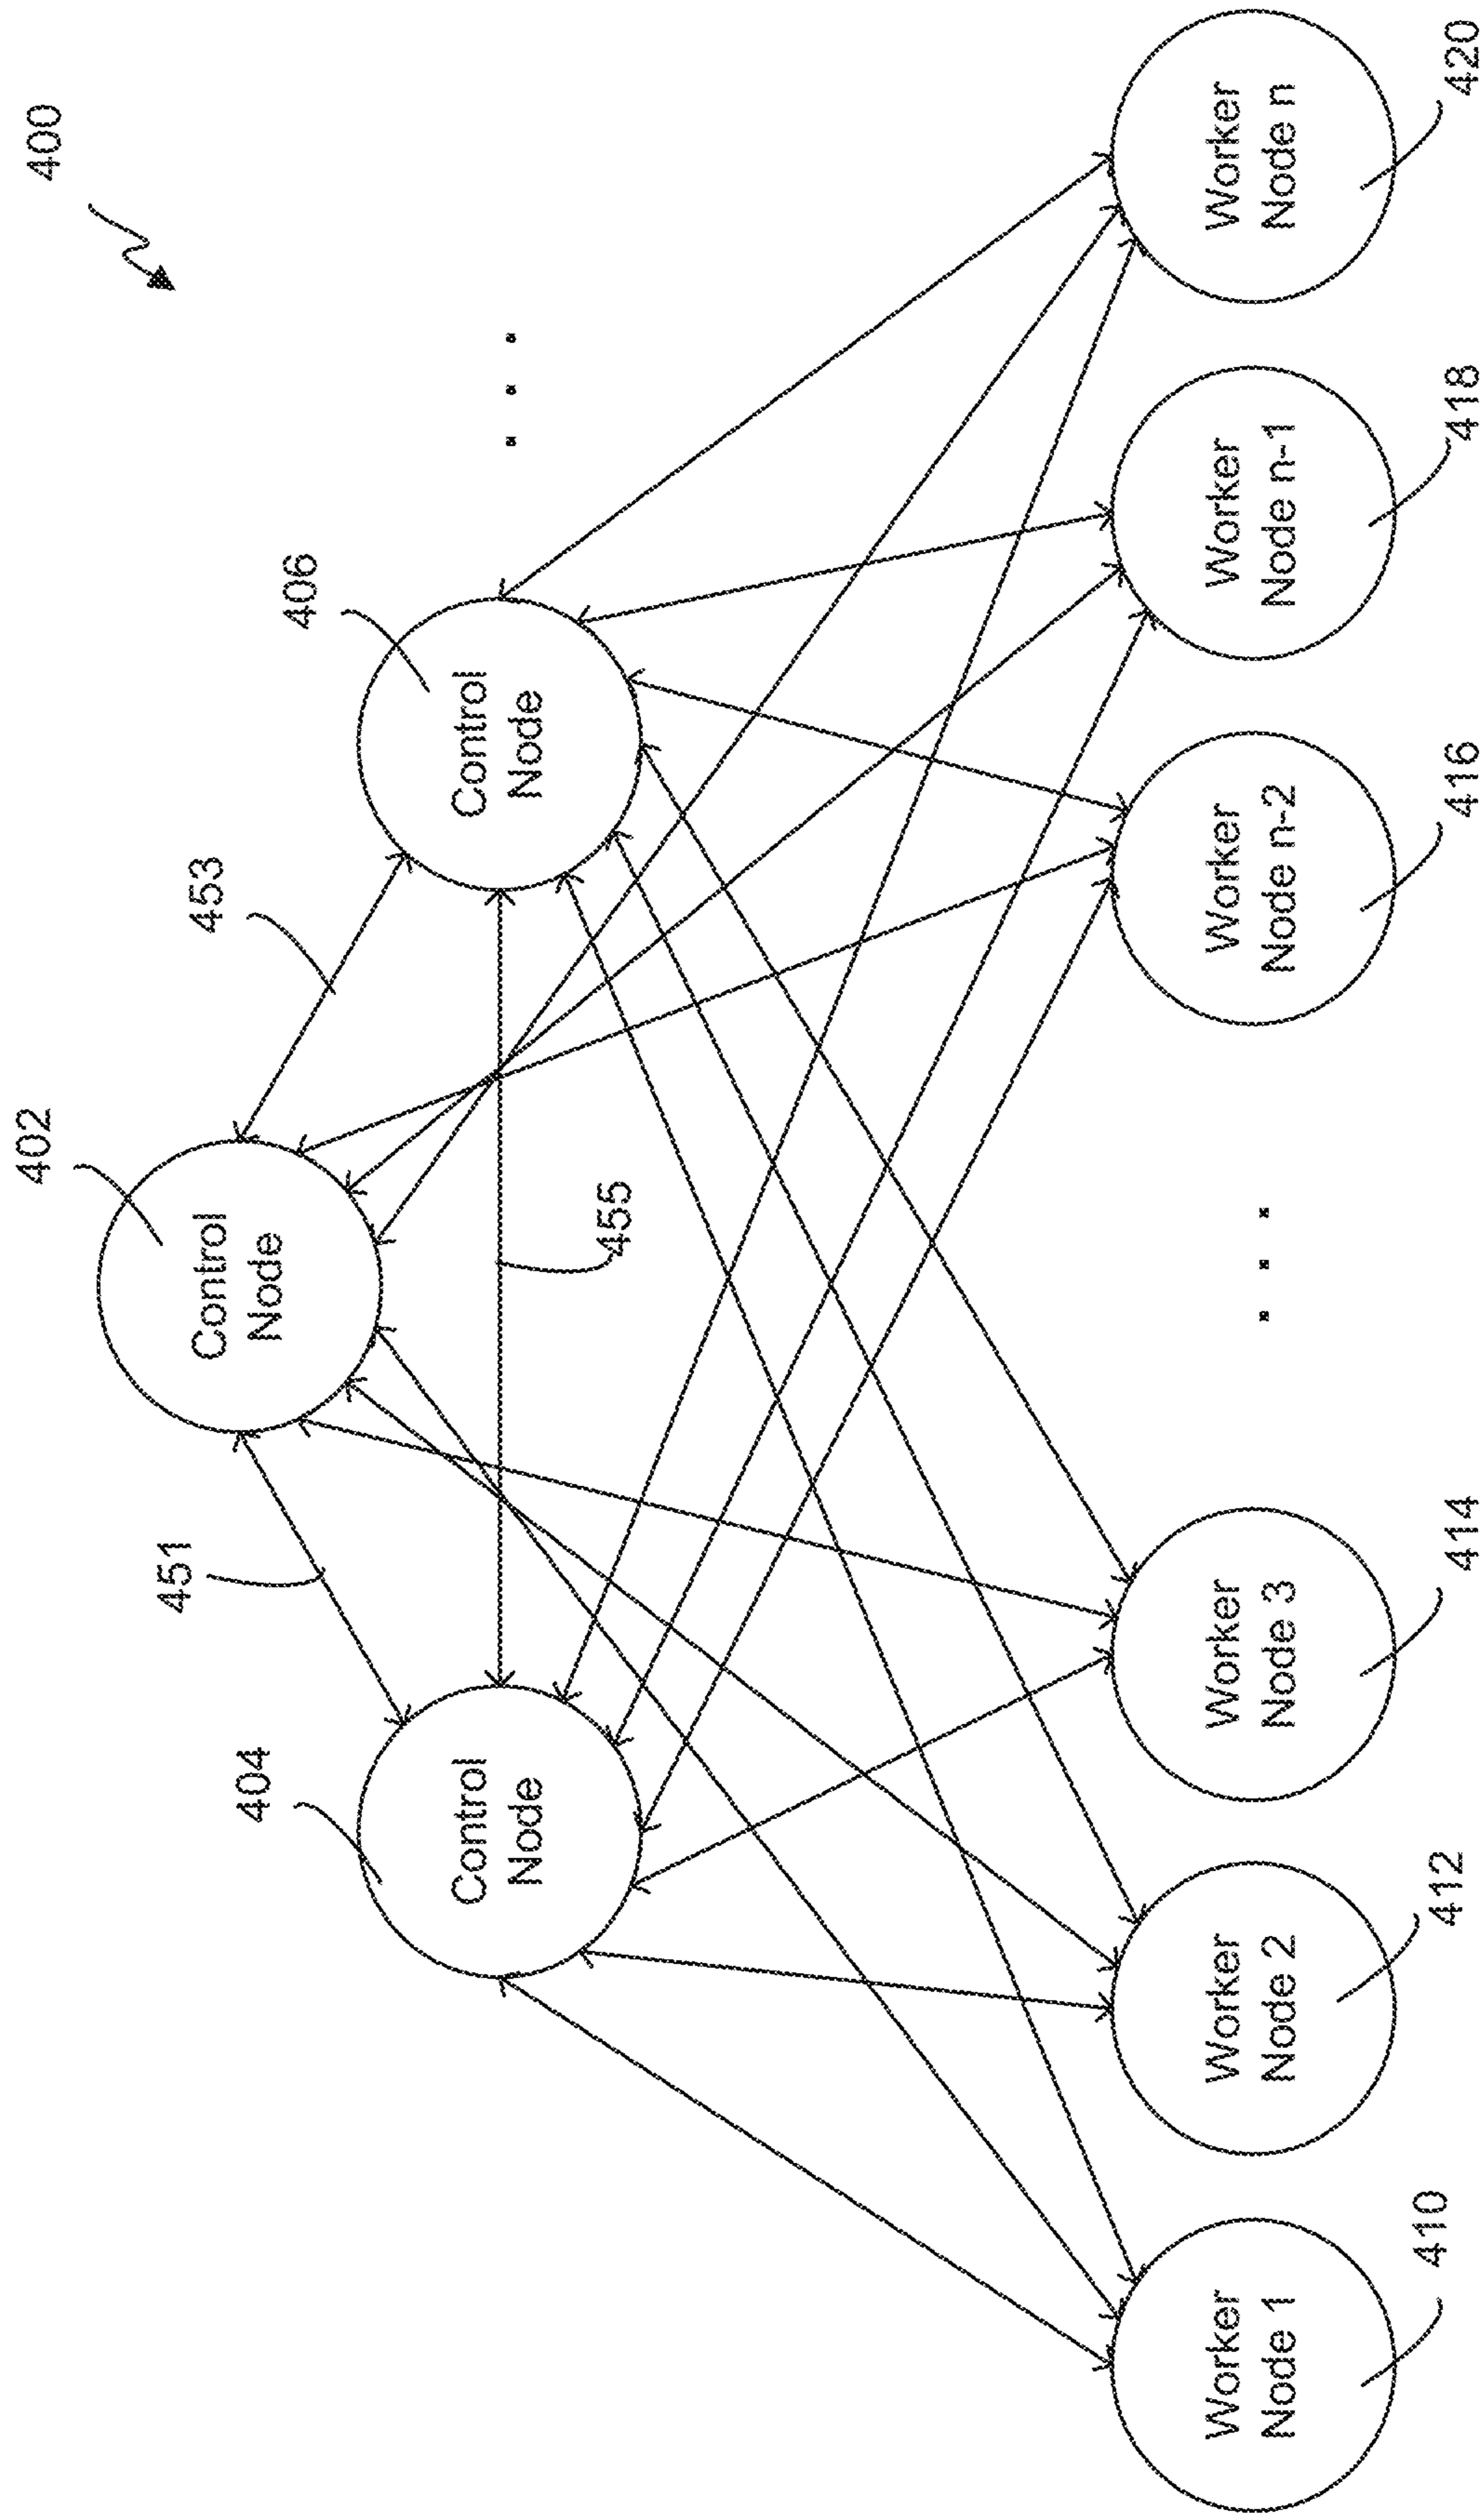 400
402
Control
Node
451
453
404
Control
Node
406
Control
Node
455
. . .
Worker
Node 1
Worker
Node 2
Worker
Node 3
. . .
Worker
Node n-2
Worker
Node n-1
Worker
Node n
410
412
414
416
418
420